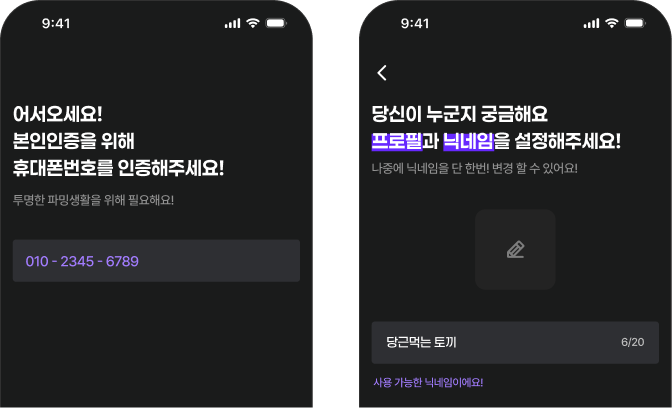 9:41
어서오세요!
본인인증을 위해
휴대폰번호를 인증해주세요!
투명한 파밍생활을 위해 필요해요!
010 - 2345 - 6789
9:41
당신이 누군지 궁금해요
프로필과 닉네임을 설정해주세요!
나중에 닉네임을 단 한번! 변경 할 수 있어요!
당근먹는 토끼 6/20
사용 가능한 닉네임이에요!